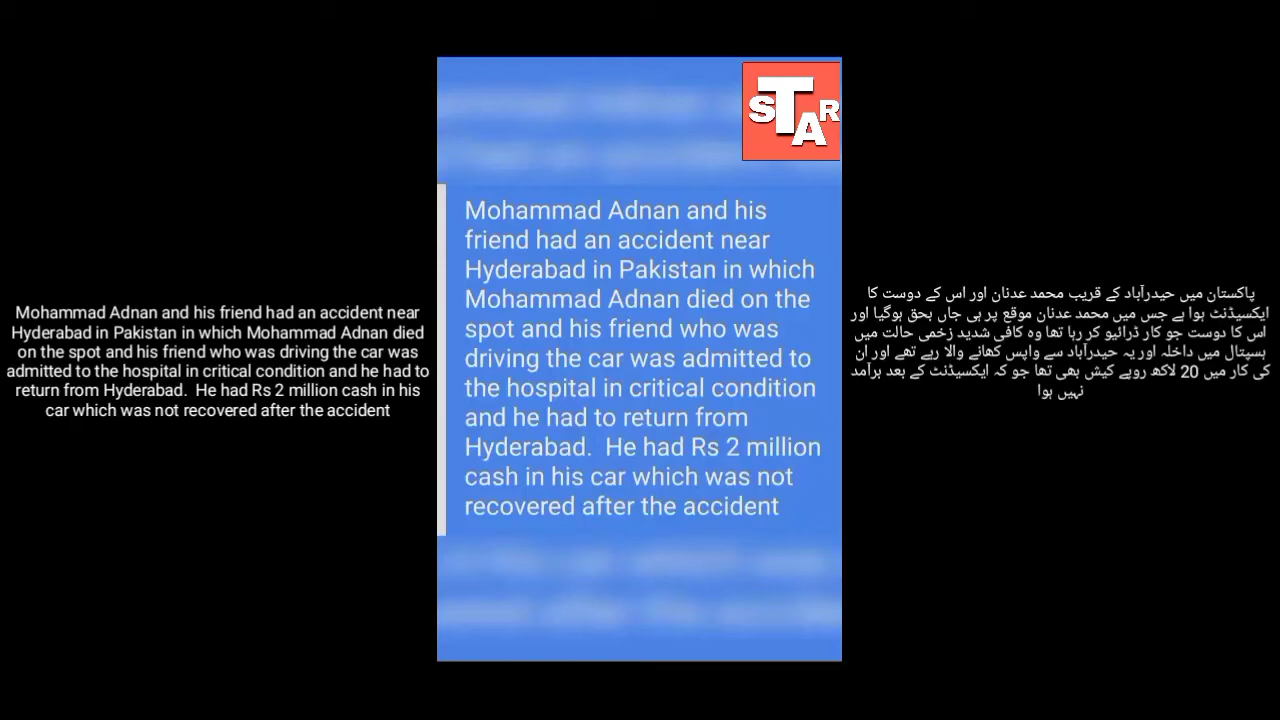 Mohammad Adnan and his friend had an accident near
Hyderabad in Pakistan in which Mohammad Adnan died
on the spot and his friend who was driving the car was
admitted to the hospital in critical condition and he had to
return from Hyderabad.  He had Rs 2 million cash in his
car which was not recovered after the accident
STAR
Mohammad Adnan and his
friend had an accident near
Hyderabad in Pakistan in which
Mohammad Adnan died on the
spot and his friend who was
driving the car was admitted to
the hospital in critical condition
and he had to return from
Hyderabad.  He had Rs 2 million
cash in his car which was not
recovered after the accident
پاکستان میں حیدرآباد کے قریب محمد عدنان اور اس کے دوست کا
ایکسیڈنٹ ہوا ہے جس میں محمد عدنان موقع پر ہی جاں بحق ہوگیا اور
اس کا دوست جو کار ڈرائیو کر رہا تھا وہ کافی شدید زخمی حالت میں
ہسپتال میں داخلہ اور یہ حیدرآباد سے واپس کھانے والا رہے تھے اور ان
کی کار میں 20 لاکھ روپے کیش بھی تھا جو کہ ایکسیڈنٹ کے بعد برآمد
نہیں ہوا